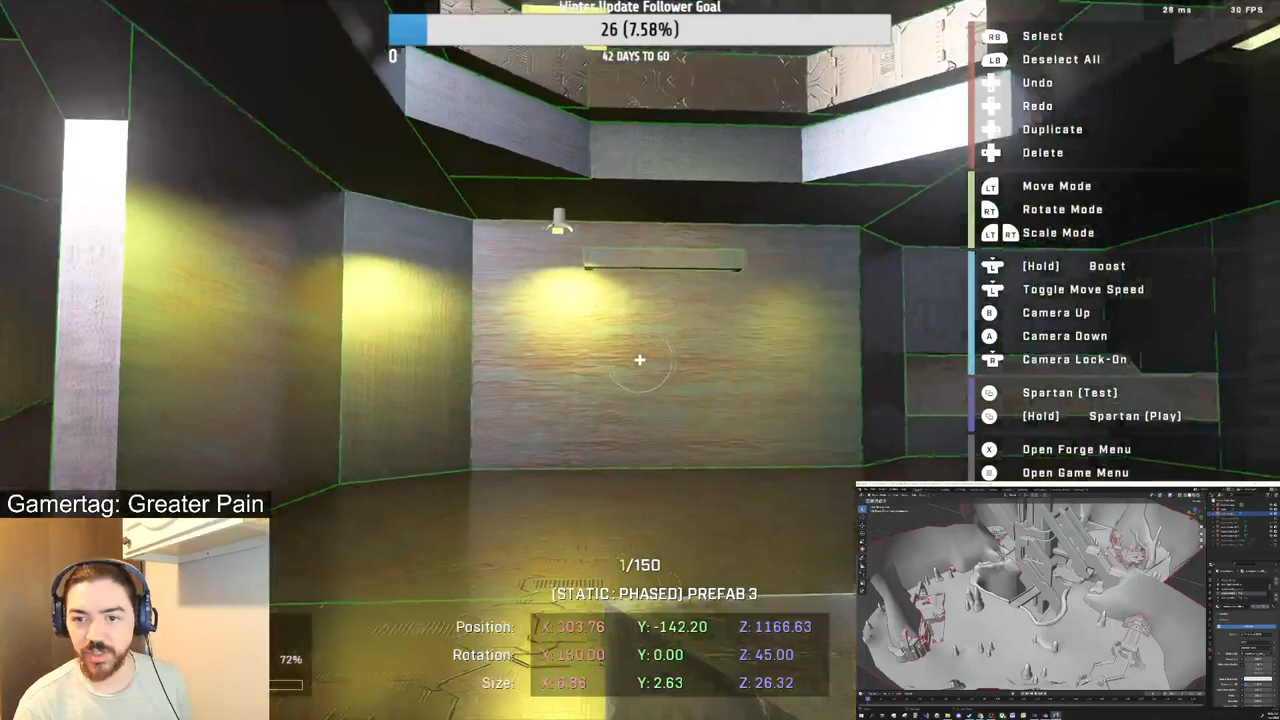 Winter Update Follower Goal
26 (7.58%)
0
42 DAYS TO GO
28 ms 30 FPS
RB Select
LB Deselect All
Undo
Redo
Duplicate
Delete
LT Move Mode
RT Rotate Mode
LT RT Scale Mode
L [Hold] Boost
L Toggle Move Speed
B Camera Up
A Camera Down
R Camera Lock-On
Spartan [Test]
[Hold] Spartan [Play]
X Open Forge Menu
Open Game Menu
Gamertag: Greater Pain
1/150
(STATIC: PHASED) PREFAB 3
Position: X: 303.76 Y: -142.20 Z: 1166.63
Rotation: X: 180.00 Y: 0.00 Z: 45.00
Size: X: 6.86 Y: 2.63 Z: 26.32
72%